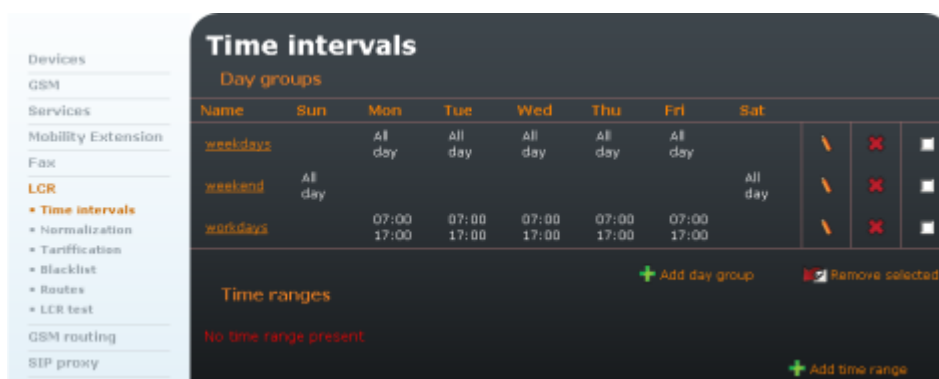 Devices
GSM
Services
Mobility Extension
Fax
LCR
Time intervals
Normalization
Tariffication
Blacklist
Routes
LCR test
GSM routing
SIP proxy
Time intervals
Day groups
Name Sun Mon Tue Wed Thu Fri Sat
weekdays All day All day All day All day All day
weekend All day All day
workdays 07:00 17:00 07:00 17:00 07:00 17:00 07:00 17:00 07:00 17:00
Add day group Remove selected
Time ranges
No time range present
Add time range